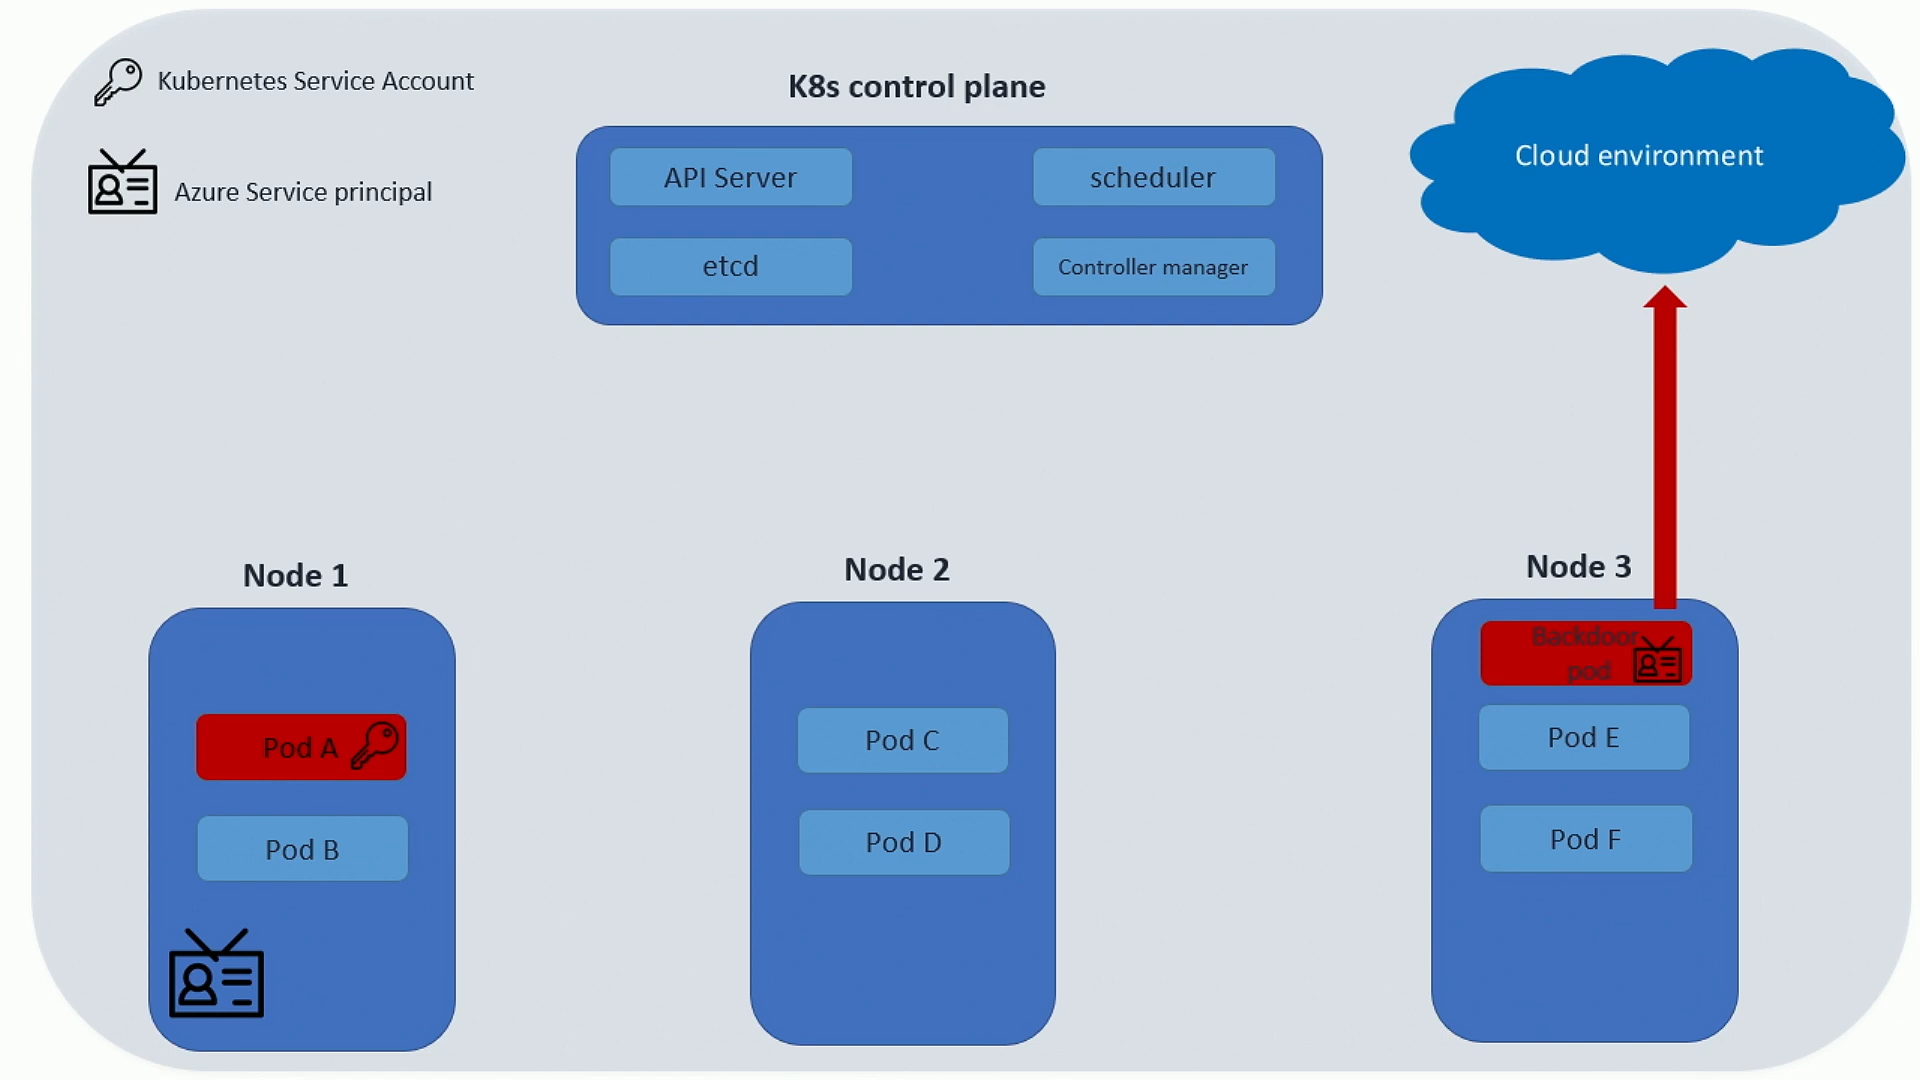 Kubernetes Service Account
Azure Service principal
K8s control plane
API Server
scheduler
etcd
Controller manager
Cloud environment
Node 1
Pod A
Pod B
Node 2
Pod C
Pod D
Node 3
Backdoor
pod
Pod E
Pod F